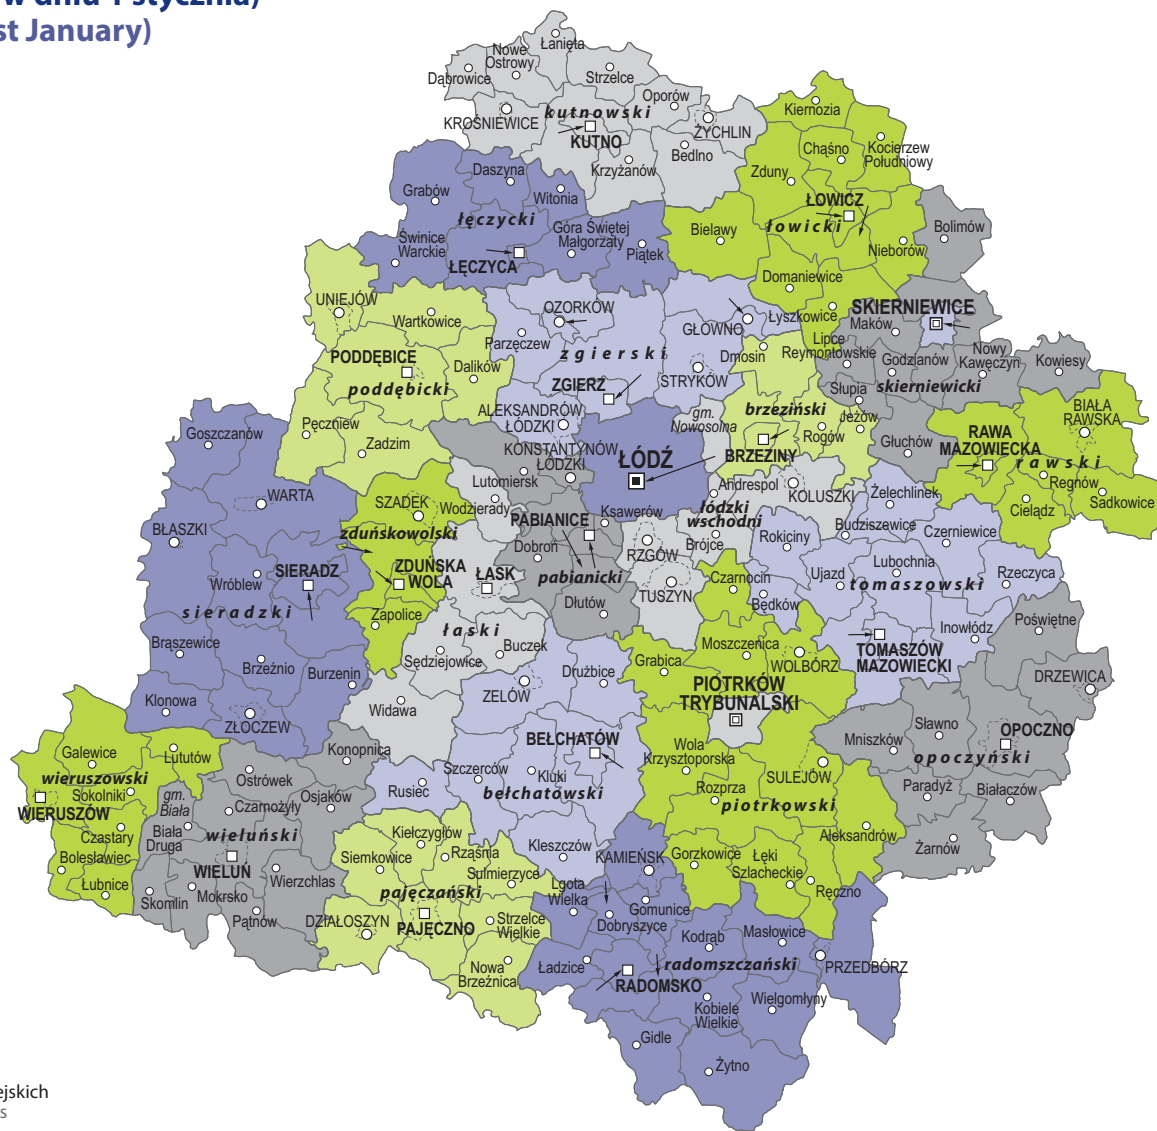 w dniu 1 stycznia)
st January)
Łanięta
Nowe
Ostrowy
Dąbrowice
Strzelce
Oporów
kutnowski
KROŚNIEWICE
KUTNO
ŻYCHLIN
Bedlno
Krzyżanów
Kiernozia
Chąśno
Kocierzew
Południowy
Zduny
ŁOWICZ
łowicki
Bielawy
Nieborów
Bolimów
Domaniewice
Daszyna
Grabów
Witonia
łęczycki
Góra Świętej
Małgorzaty
Świnice
Warckie
ŁĘCZYCA
Piątek
UNIEJÓW
Wartkowice
PODDĘBICE
poddębicki
Dalików
Pęczniew
Zadzim
OZORKÓW
Parzęczew
zgierski
GŁOWNO
ZGIERZ
STRYKÓW
ALEKSANDRÓW
ŁÓDZKI
Łyszkowice
SKIERNIEWICE
Maków
Lipce
Reymontowskie
Godzianów
Nowy
Kawęczyn
Kowiesy
Słupia
skierniewicki
Głuchów
Dmosin
brzeziński
Jeżów
Rogów
BRZEZINY
BIAŁA
RAWSKA
RAWA
MAZOWIECKA
rawski
Regnów
Cielądz
Sadkowice
gm.
Nowosolna
ŁÓDŹ
KONSTANTYNÓW
ŁÓDZKI
Lutomiersk
PABIANICE
Ksawerów
Dobroń
pabianicki
Dłutów
Andrespol
KOLUSZKI
łódzki
wschodni
Brójce
RZGÓW
TUSZYN
Goszczanów
WARTA
BŁASZKI
Wróblew
SIERADZ
sieradzki
Brąszewice
Brzeźnio
Burzenin
Klonowa
ZŁOCZEW
SZADEK
zduńskowolski
ZDUŃSKA
WOLA
Zapolice
Wodzierady
ŁASK
łaski
Buczek
Sędziejowice
Widawa
Żelechlinek
Budziszewice
Czerniewice
Rokiciny
Lubochnia
Ujazd
tomaszowski
Rzeczyca
Będków
Inowłódz
TOMASZÓW
MAZOWIECKI
Czarnocin
Moszczenica
WOLBÓRZ
Grabica
PIOTRKÓW
TRYBUNALSKI
Wola
Krzysztoporska
SULEJÓW
Rozprza
piotrkowski
Aleksandrów
Gorzkowice
Łęki
Szlacheckie
Ręczno
Poświętne
DRZEWICA
Sławno
OPOCZNO
Mniszków
opoczyński
Paradyż
Białaczów
Żarnów
Drużbice
ZELÓW
BEŁCHATÓW
Szczerców
Kluki
bełchatowski
Rusiec
Kleszczów
Galewice
Lututów
wieruszowski
Sokolniki
WIERUSZÓW
Czastary
Bolesławiec
Łubnice
Konopnica
Ostrówek
Osjaków
gm.
Biała
Czarnożyły
Biała
Druga
wieluński
WIELUŃ
Wierzchlas
Mokrsko
Skomlin
Pątnów
Kiełczygłów
Siemkowice
Rząśnia
Sulmierzyce
pajęczański
DZIAŁOSZYN
PAJĘCZNO
Strzelce
Wielkie
Nowa
Brzeźnica
KAMIEŃSK
Lgota
Wielka
Gomunice
Dobryszyce
Kodrąb
Masłowice
Ładzice
radomszczański
PRZEDBÓRZ
RADOMSKO
Kobiele
Wielkie
Wielgomłyny
Gidle
Żytno
ejskich
s